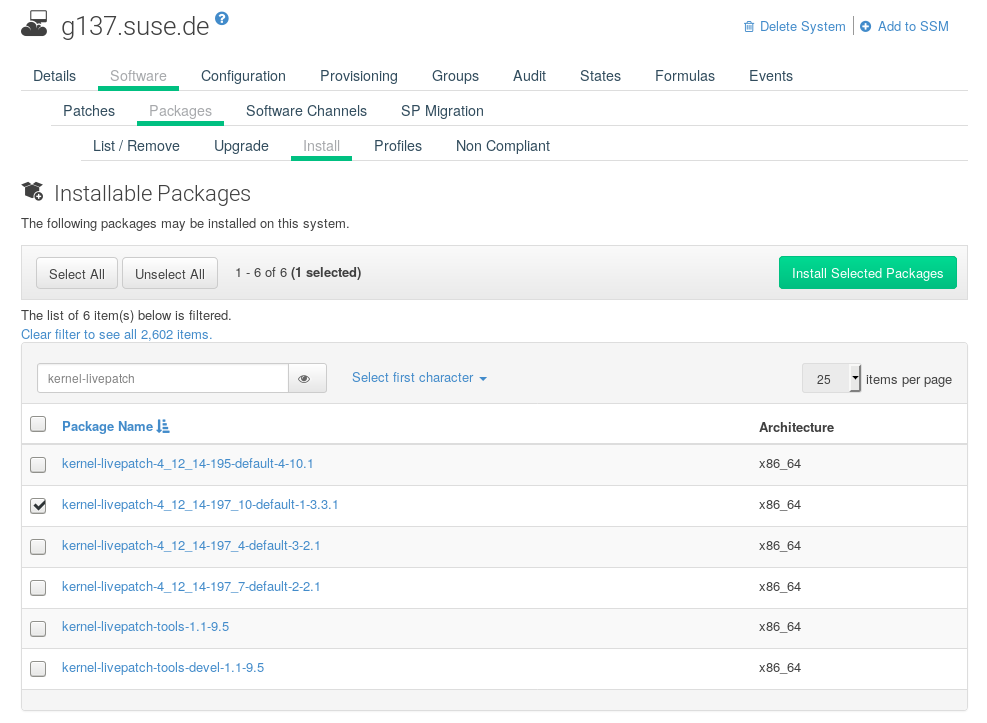 g137.suse.de ?
Delete System | Add to SSM
Details Software Configuration Provisioning Groups Audit States Formulas Events
Patches Packages Software Channels SP Migration
List / Remove Upgrade Install Profiles Non Compliant
Installable Packages
The following packages may be installed on this system.
Select All Unselect All 1 - 6 of 6 (1 selected) Install Selected Packages
The list of 6 item(s) below is filtered.
Clear filter to see all 2,602 items.
kernel-livepatch Select first character 25 items per page
Package Name Architecture
kernel-livepatch-4_12_14-195-default-4-10.1 x86_64
kernel-livepatch-4_12_14-197_10-default-1-3.3.1 x86_64
kernel-livepatch-4_12_14-197_4-default-3-2.1 x86_64
kernel-livepatch-4_12_14-197_7-default-2-2.1 x86_64
kernel-livepatch-tools-1.1-9.5 x86_64
kernel-livepatch-tools-devel-1.1-9.5 x86_64